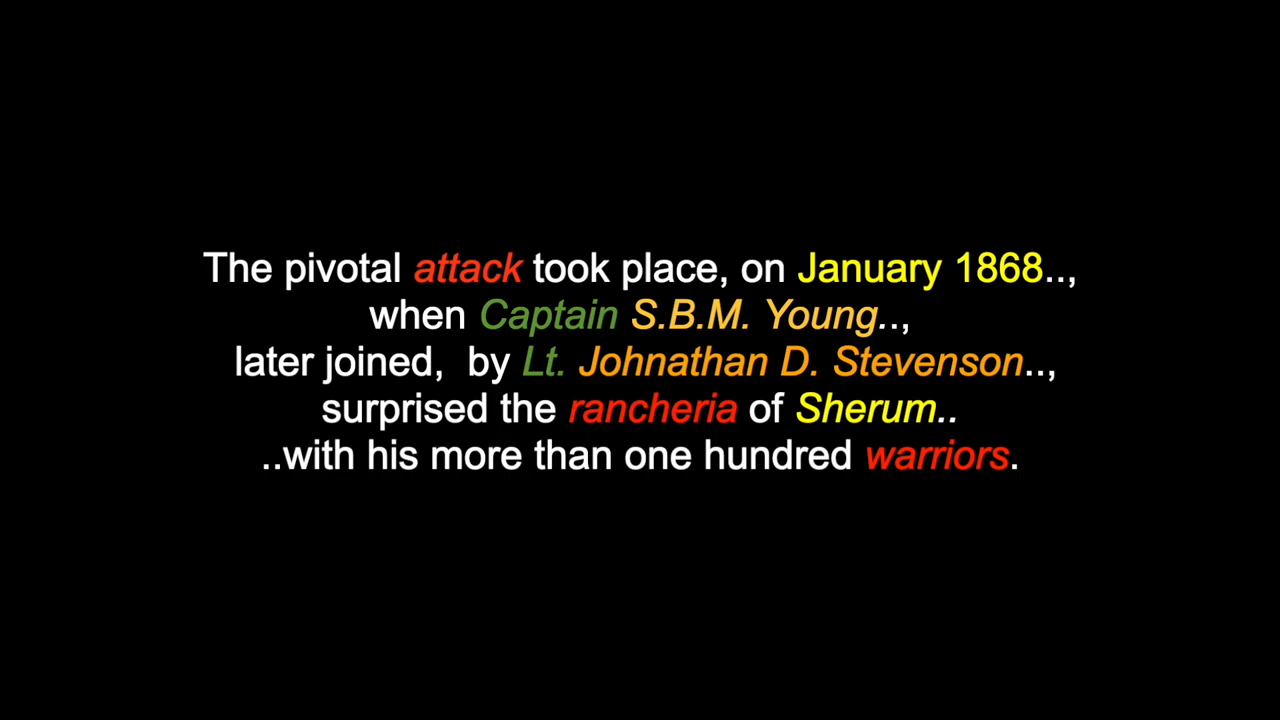 The pivotal attack took place, on January 1868..,
when Captain S.B.M. Young..,
later joined,  by Lt. Johnathan D. Stevenson..,
surprised the rancheria of Sherum..
..with his more than one hundred warriors.